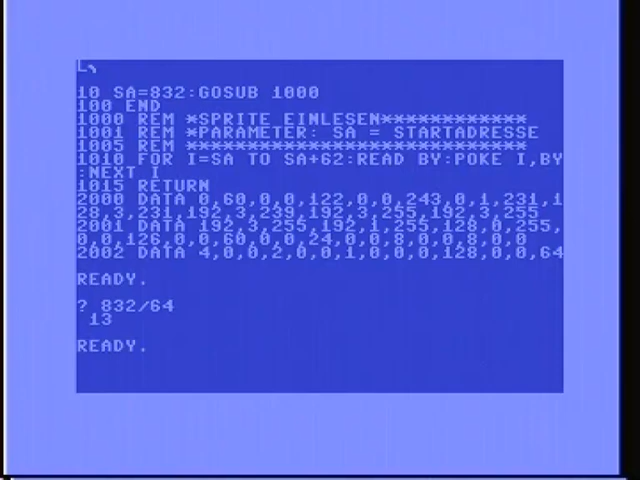 10 SA=832:GOSUB 1000
100 END
1000 REM *SPRITE EINLESEN************
1001 REM *PARAMETER: SA = STARTADRESSE
1005 REM *****************************
1010 FOR I=SA TO SA+62:READ BY:POKE I,BY
:NEXT I
1015 RETURN
2000 DATA 0,60,0,0,122,0,0,243,0,1,231,1
28,3,231,192,3,239,192,3,255,192,3,255
2001 DATA 192,3,255,192,1,255,128,0,255,
0,0,126,0,0,60,0,0,24,0,0,8,0,0,8,0,0
2002 DATA 4,0,0,2,0,0,1,0,0,0,128,0,0,64
READY.
? 832/64
13
READY.